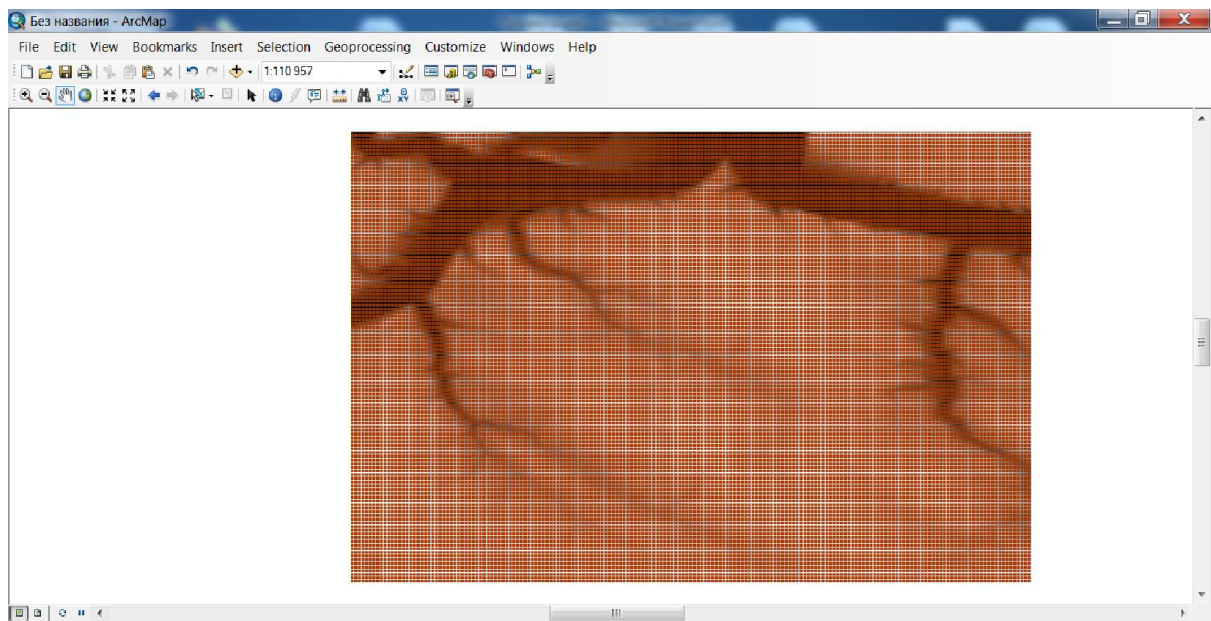 Без названия - ArcMap
File Edit View Bookmarks Insert Selection Geoprocessing Customize Windows Help
1:110 957